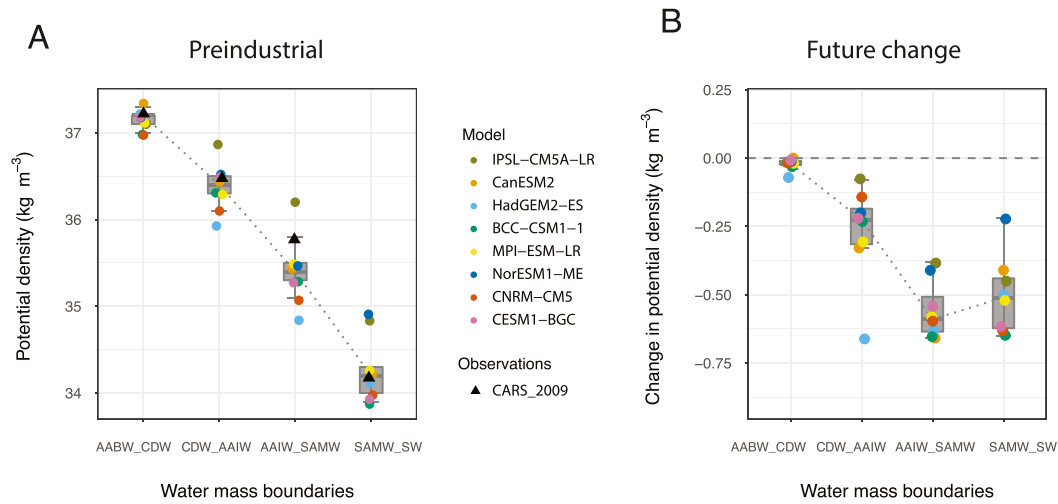 A
Preindustrial
Potential density (kg m−3)
37
36
35
34
AABW_CDW
CDW_AAIW
AAIW_SAMW
SAMW_SW
Water mass boundaries
Model
IPSL−CM5A−LR
CanESM2
HadGEM2−ES
BCC−CSM1−1
MPI−ESM−LR
NorESM1−ME
CNRM−CM5
CESM1−BGC
Observations
CARS_2009
B
Future change
Change in potential density (kg m−3)
0.25
0.00
−0.25
−0.50
−0.75
AABW_CDW
CDW_AAIW
AAIW_SAMW
SAMW_SW
Water mass boundaries